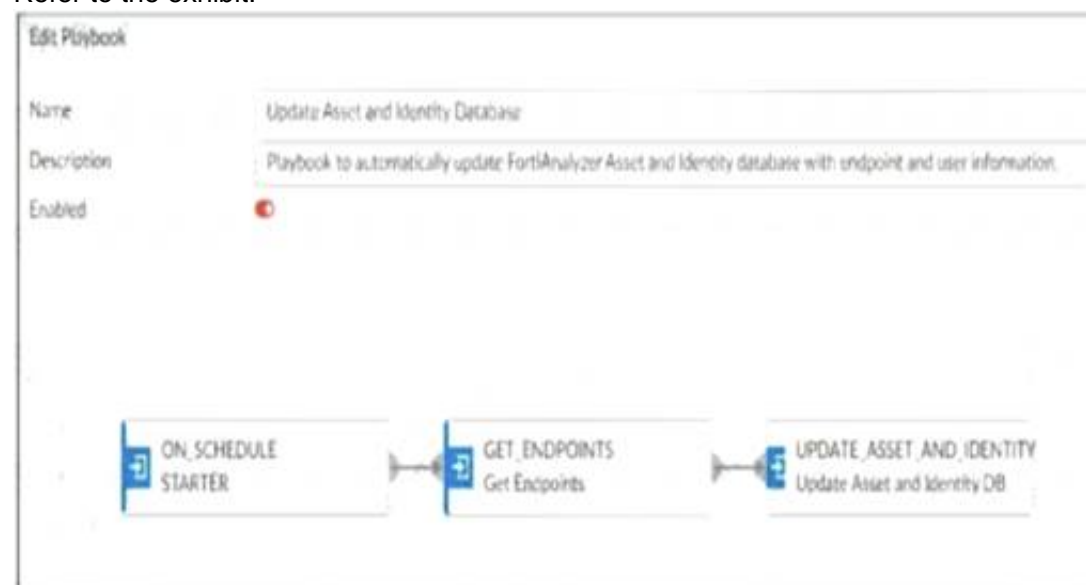 Refer to the exhibit.
Edit Playbook
Name Update Asset and Identity Database
Description Playbook to automatically update FortiAnalyzer Asset and Identity database with endpoint and user information.
Enabled
ON_SCHEDULE
STARTER
GET_ENDPOINTS
Get Endpoints
UPDATE_ASSET_AND_IDENTITY
Update Asset and Identity DB